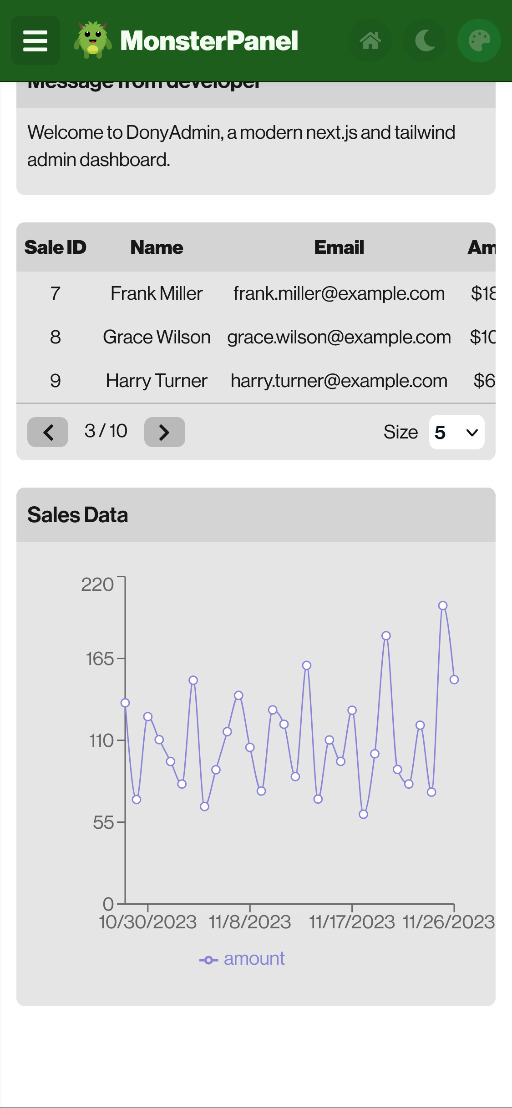 MonsterPanel
Message from developer
Welcome to DonyAdmin, a modern next.js and tailwind
admin dashboard.
Sale ID Name Email Am
7 Frank Miller frank.miller@example.com $18
8 Grace Wilson grace.wilson@example.com $10
9 Harry Turner harry.turner@example.com $6
3 / 10 Size 5
Sales Data
220
165
110
55
0
10/30/2023 11/8/2023 11/17/2023 11/26/2023
amount